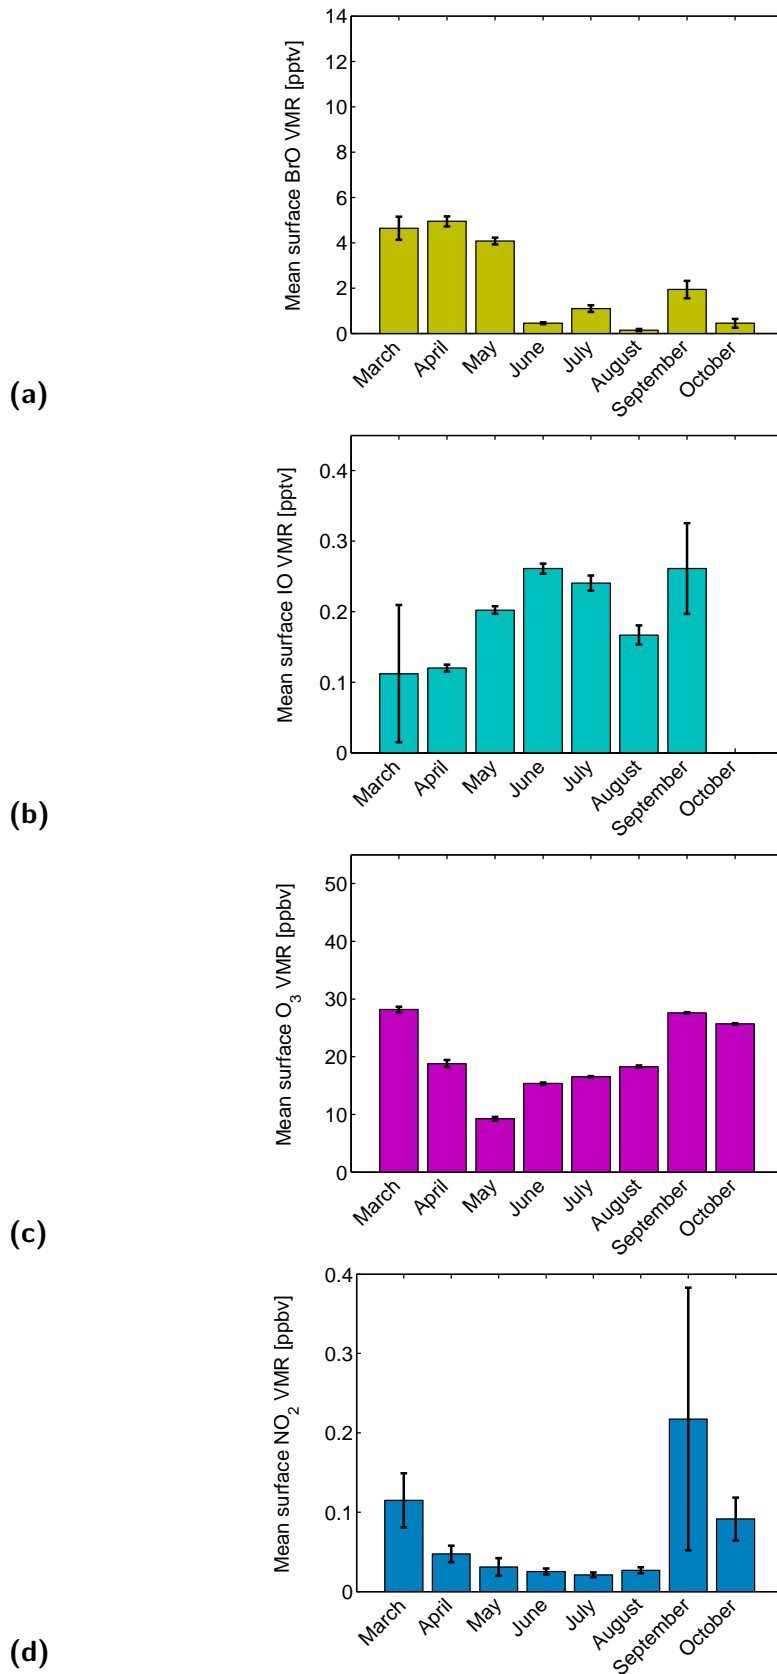 14
12
10
8
6
4
2
0
Mean surface BrO VMR [pptv]
March
April
May
June
July
August
September
October
(a)
0.4
0.3
0.2
0.1
0
Mean surface IO VMR [pptv]
March
April
May
June
July
August
September
October
(b)
50
40
30
20
10
0
Mean surface O₃ VMR [ppbv]
March
April
May
June
July
August
September
October
(c)
0.4
0.3
0.2
0.1
0
Mean surface NO₂ VMR [ppbv]
March
April
May
June
July
August
September
October
(d)